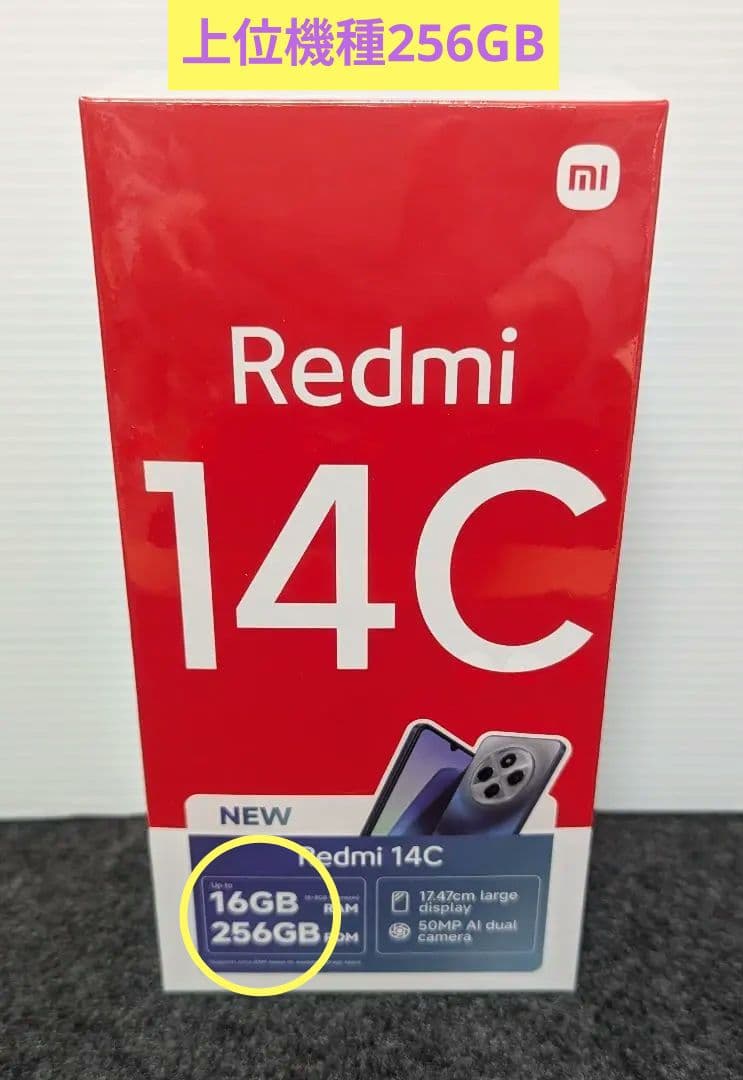 上位機種256GB
mi
Redmi
14C
NEW
Redmi 14C
Up to
16GB
RAM
256GB ROM
17.47cm large
display
50MP AI dual
camera